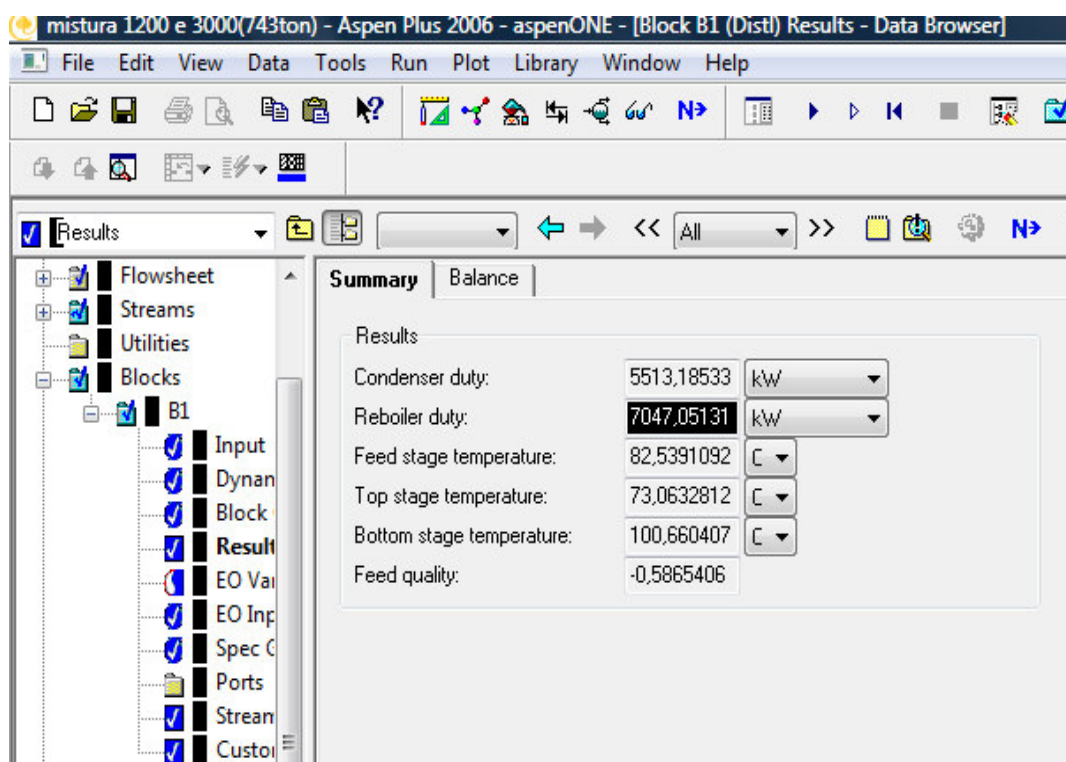 mistura 1200 e 3000(743ton) - Aspen Plus 2006 - aspenONE - [Block B1 (Distl) Results - Data Browser]
File Edit View Data Tools Run Plot Library Window Help
N
Results
<< All >> N
Flowsheet
Streams
Utilities
Blocks
B1
Input
Dynan
Block
Result
EO Var
EO Inp
Spec G
Ports
Stream
Custo
Summary Balance
Results
Condenser duty: 5513,18533 kW
Reboiler duty: 7047,05131 kW
Feed stage temperature: 82,5391092 C
Top stage temperature: 73,0632812 C
Bottom stage temperature: 100,660407 C
Feed quality: -0,5865406